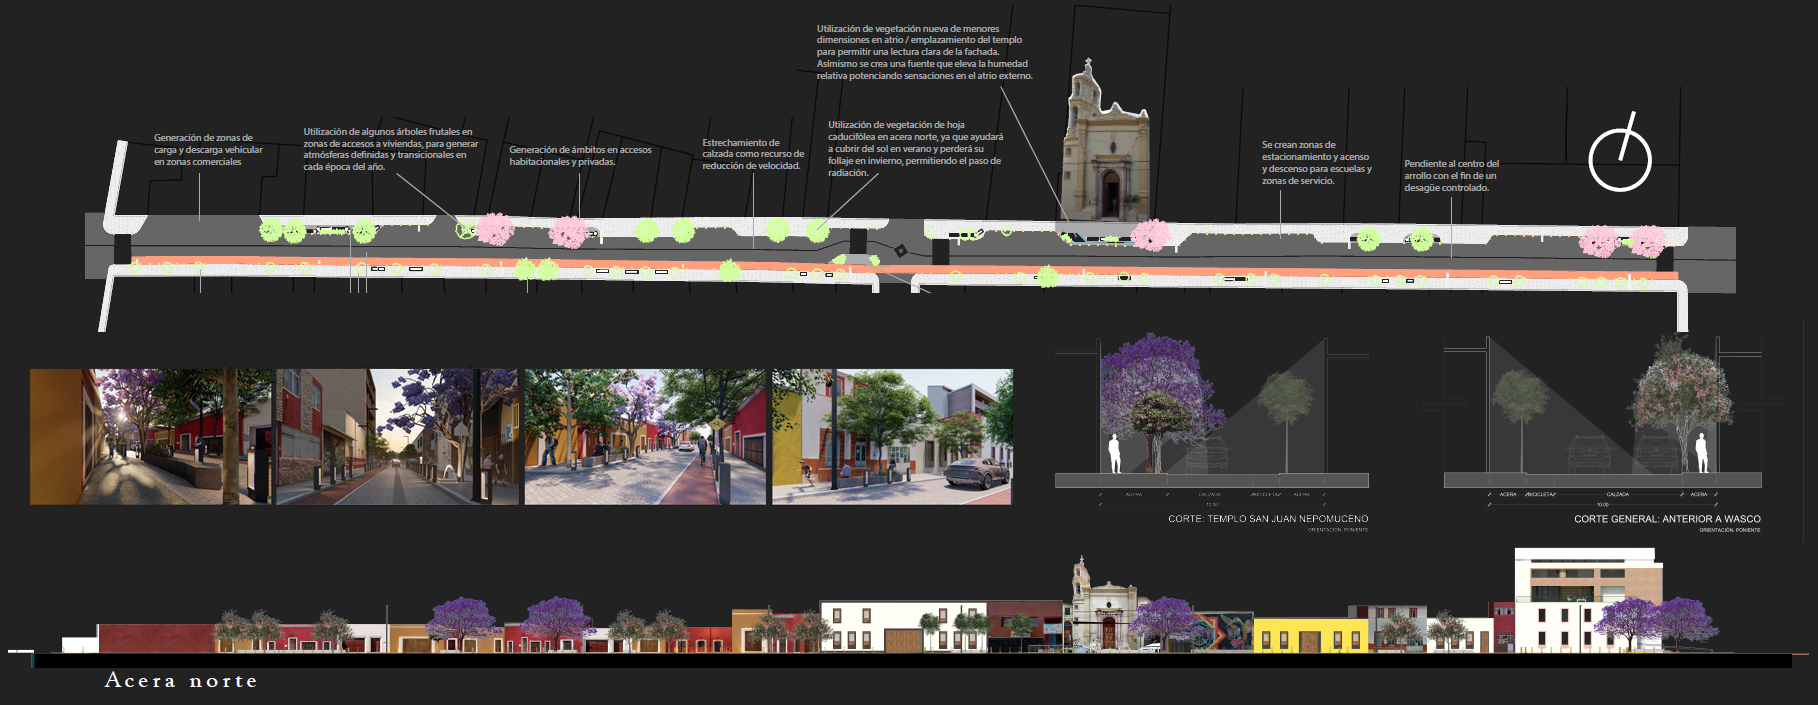 Utilización de vegetación nueva de menores
dimensiones en atrio / emplazamiento del templo
para permitir una lectura clara de la fachada.
Asímismo se crea una fuente que eleva la humedad
relativa potenciando sensaciones en el atrio externo.
Generación de zonas de
carga y descarga vehicular
en zonas comerciales
Utilización de algunos árboles frutales en
zonas de accesos a viviendas, para generar
atmósferas definidas y transicionales en
cada época del año.
Generación de ámbitos en accesos
habitacionales y privadas.
Estrechamiento de
calzada como recurso de
reducción de velocidad.
Utilización de vegetación de hoja
caducifólea en acera norte, ya que ayudará
a cubrir del sol en verano y perderá su
follaje en invierno, permitiendo el paso de
radiación.
Se crean zonas de
estacionamiento y acenso
y descenso para escuelas y
zonas de servicio.
Pendiente al centro del
arrollo con el fin de un
desagüe controlado.
ACERA CALZADA BICICLETA ACERA
10.00
CORTE: TEMPLO SAN JUAN NEPOMUCENO
ORIENTACIÓN: PONIENTE
ACERA BICICLETA CALZADA ACERA
10.00
CORTE GENERAL: ANTERIOR A WASCO
ORIENTACIÓN: PONIENTE
Acera norte